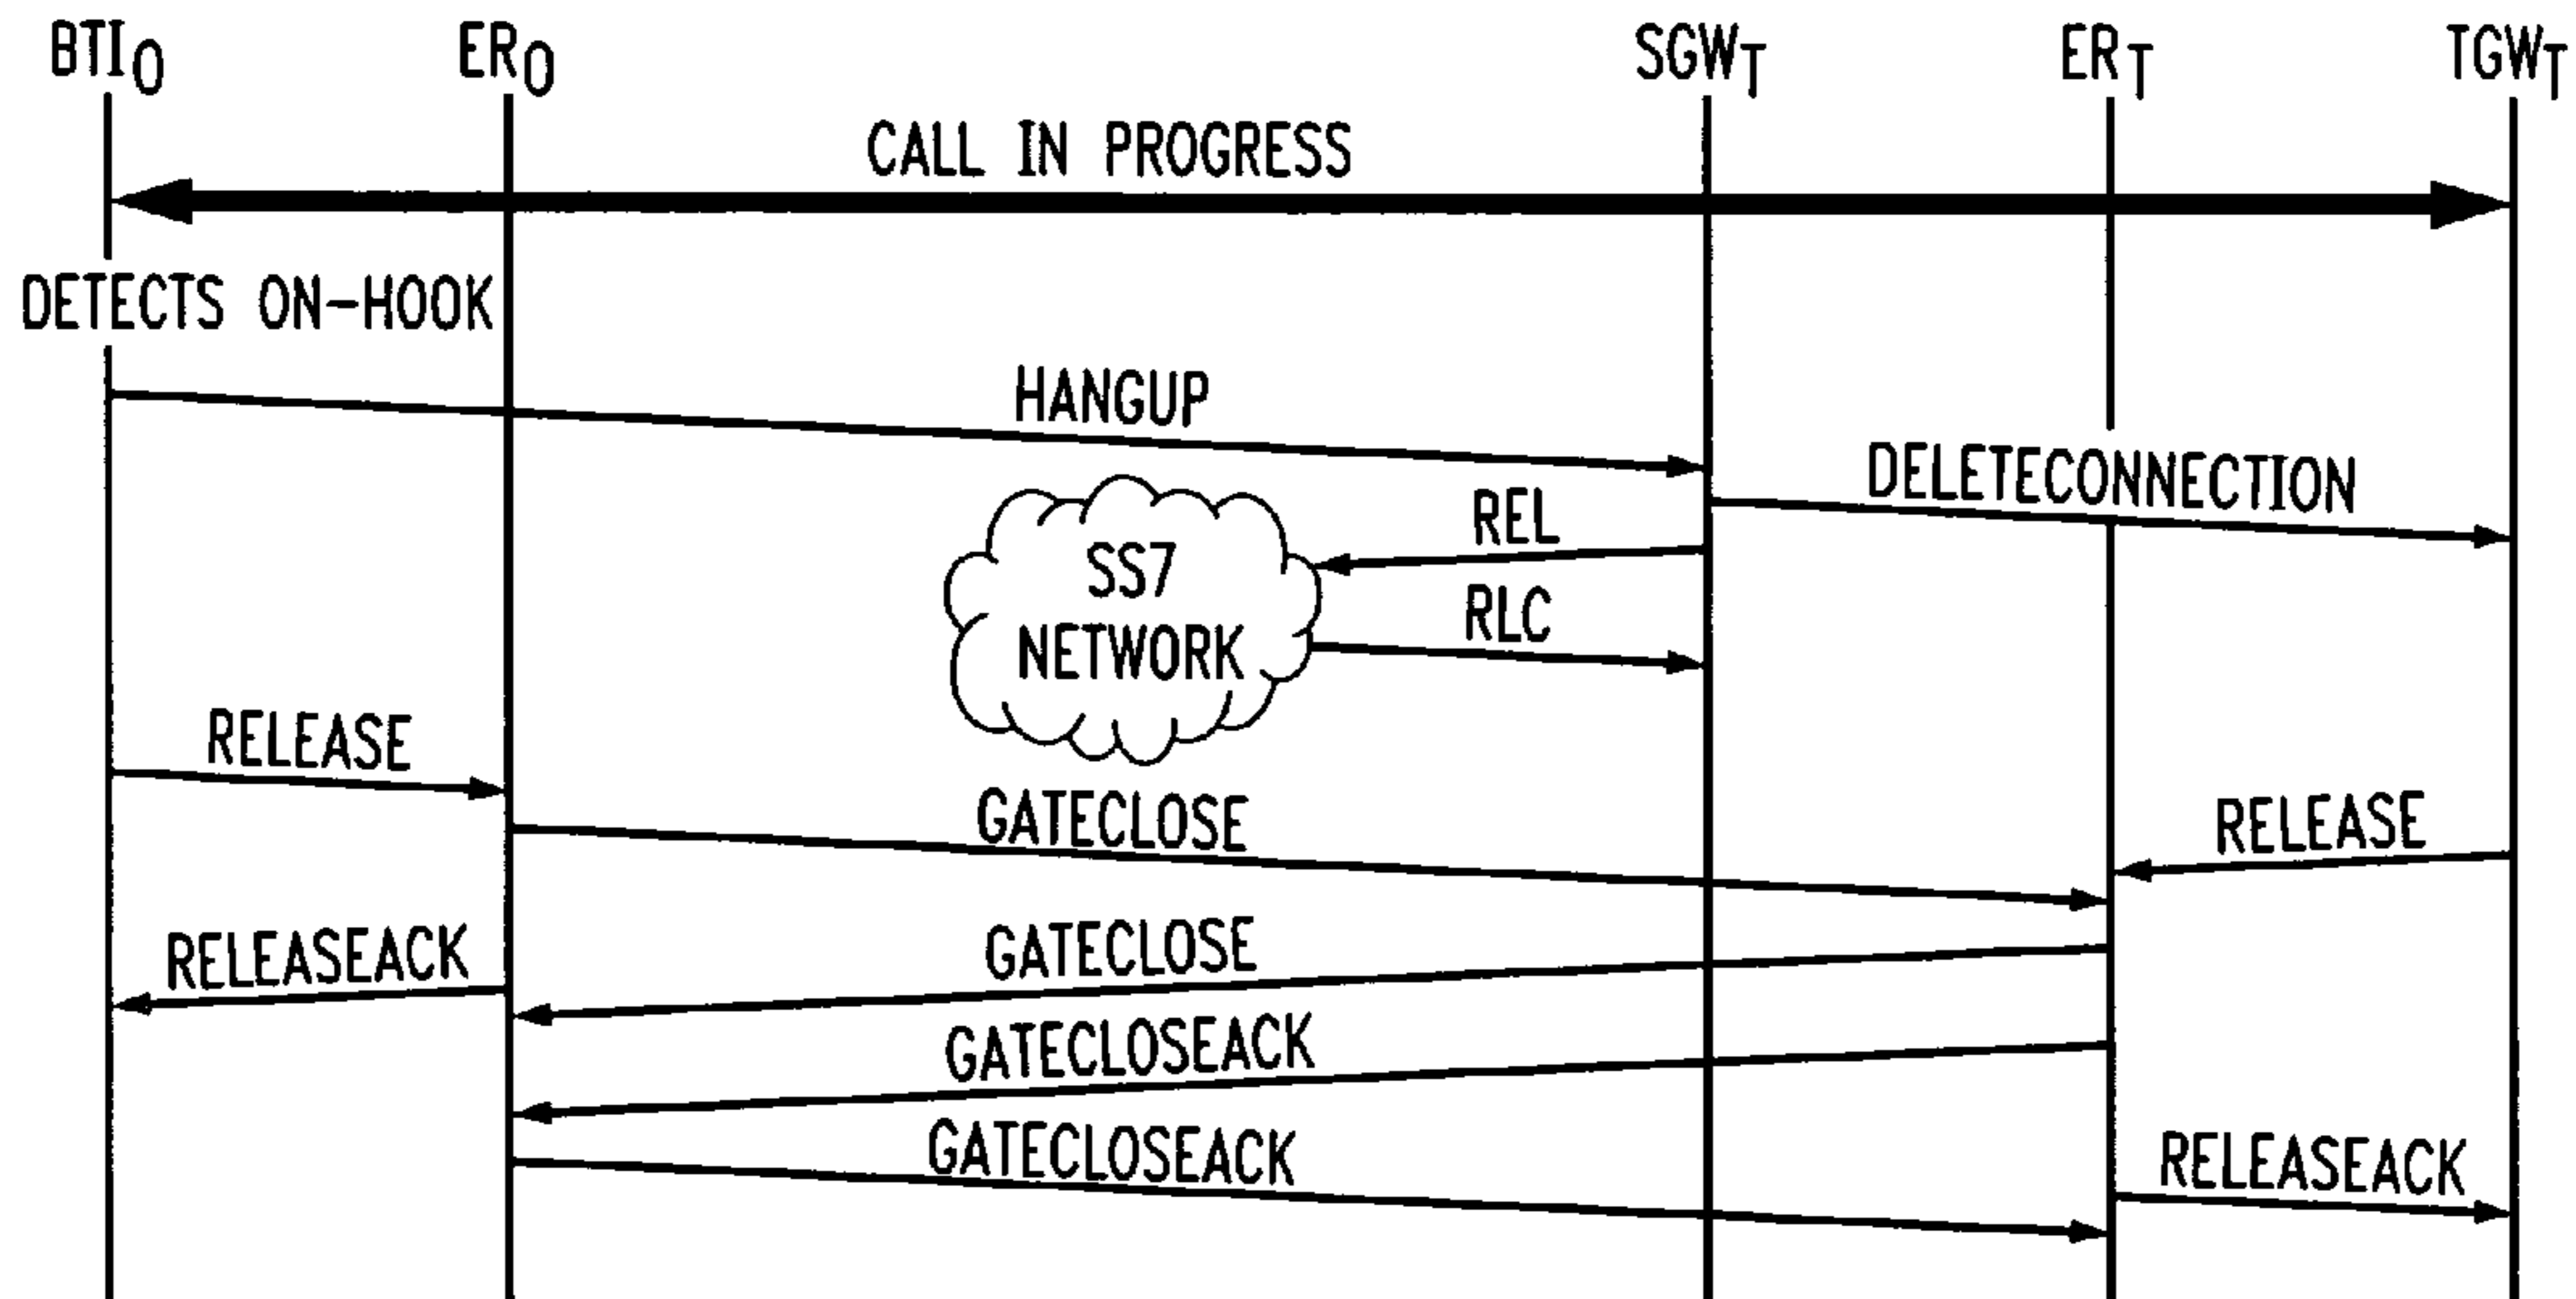 BTIO ERO SGWT ERT TGWT
CALL IN PROGRESS
DETECTS ON-HOOK
HANGUP
DELETECONNECTION
REL
SS7
NETWORK
RLC
RELEASE
GATECLOSE
RELEASE
RELEASEACK
GATECLOSE
GATECLOSEACK
GATECLOSEACK
RELEASEACK